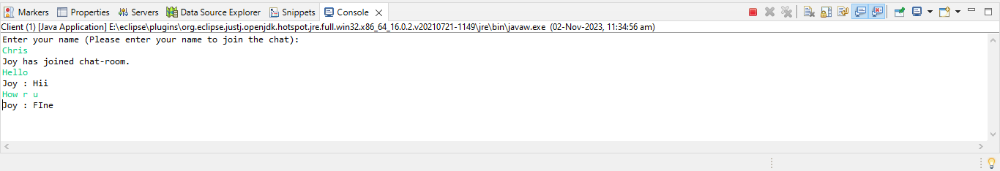 Markers Properties Servers Data Source Explorer Snippets Console
Client (1) [Java Application] E:\eclipse\plugins\org.eclipse.justj.openjdk.hotspot.jre.full.win32.x86_64_16.0.2.v20210721-1149\jre\bin\javaw.exe (02-Nov-2023, 11:34:56 am)
Enter your name (Please enter your name to join the chat):
Chris
Joy has joined chat-room.
Hello
Joy : Hii
How r u
Joy : FIne